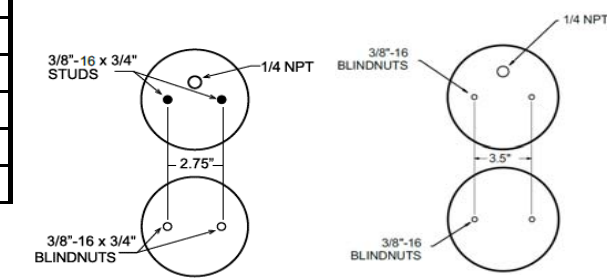 3/8"-16 x 3/4"
STUDS
1/4 NPT
2.75"
3/8"-16 x 3/4"
BLINDNUTS
1/4 NPT
3/8"-16
BLINDNUTS
3.5"
3/8"-16
BLINDNUTS